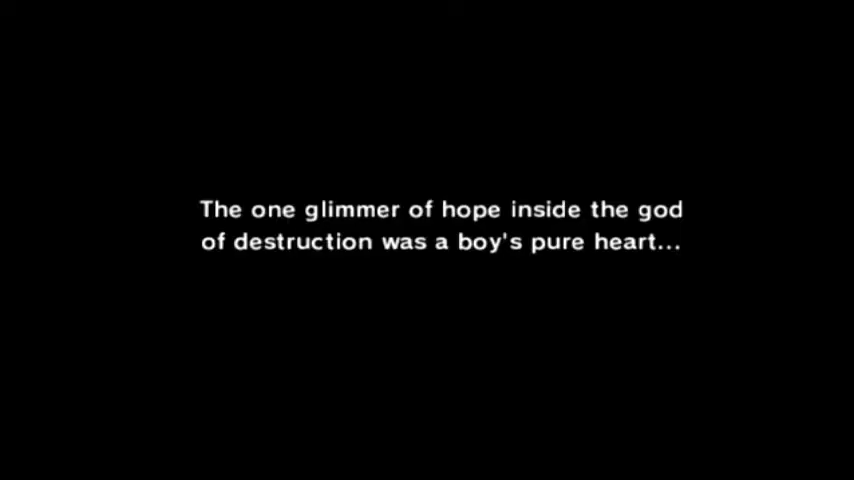 The one glimmer of hope inside the god
of destruction was a boy's pure heart...